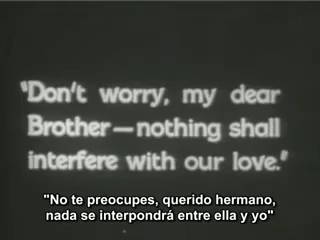 "Don't worry, my dear
Brother—nothing shall
interfere with our love."
"No te preocupes, querido hermano,
nada se interpondrá entre ella y yo"